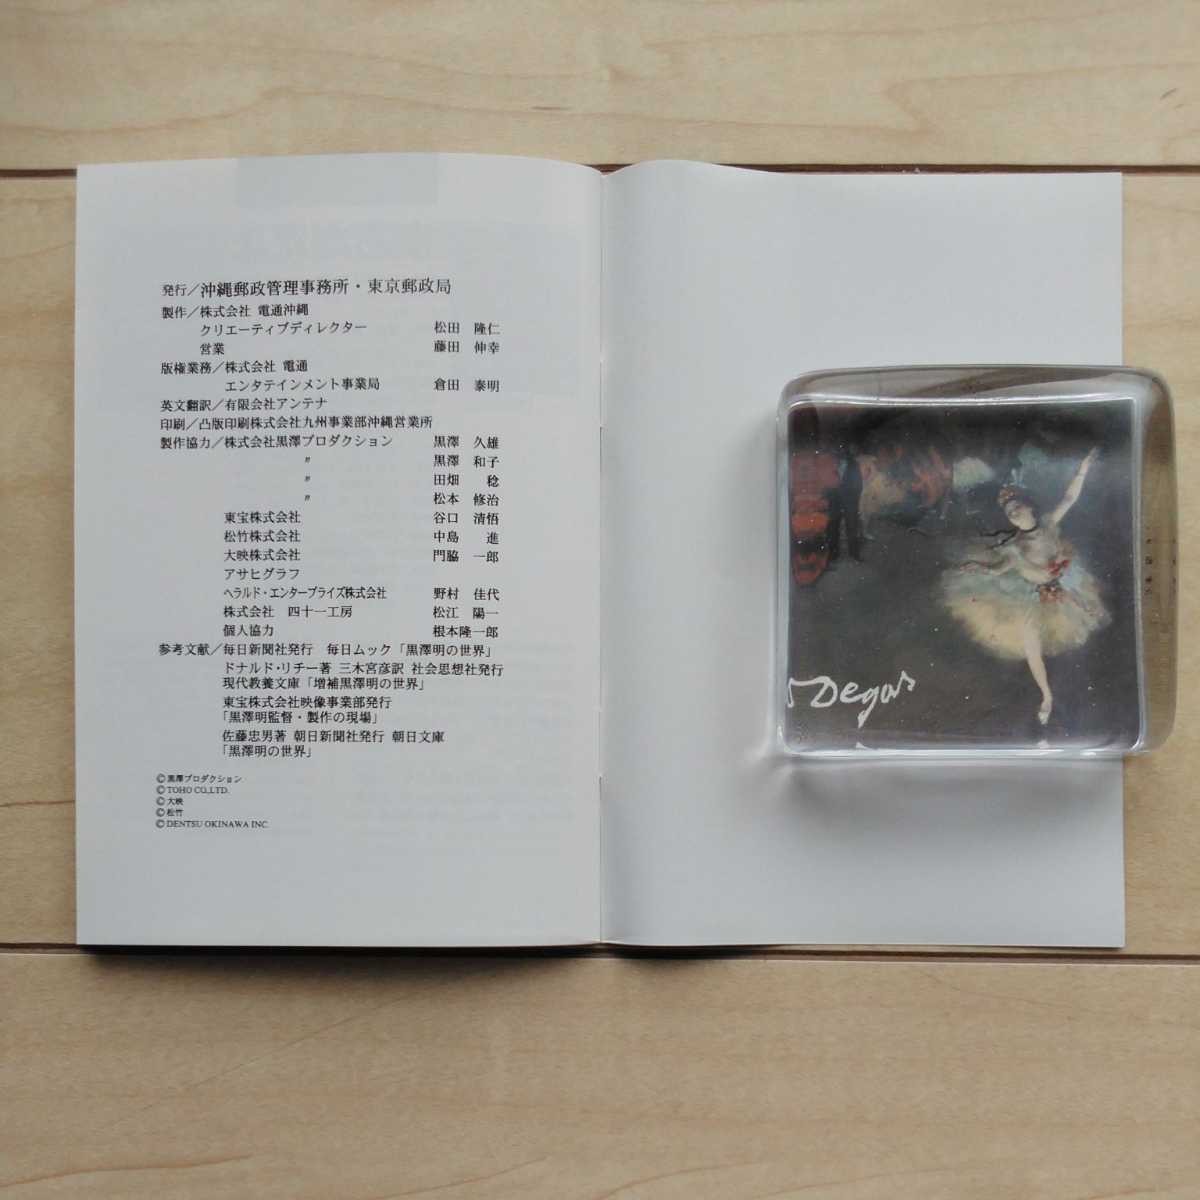 発行／沖縄郵政管理事務所・東京郵政局
製作／株式会社 電通沖縄
クリエーティブディレクター 松田 隆仁
営業 藤田 伸幸
版権業務／株式会社 電通
エンタテインメント事業局 倉田 泰明
英文翻訳／有限会社アンテナ
印刷／凸版印刷株式会社九州事業部沖縄営業所
製作協力／株式会社黒澤プロダクション 黒澤 久雄
〃 黒澤 和子
〃 田畑 稔
〃 松本 修治
東宝株式会社 谷口 清悟
松竹株式会社 中島 進
大映株式会社 門脇 一郎
アサヒグラフ
ヘラルド・エンタープライズ株式会社 野村 佳代
株式会社 四十一工房 松江 陽一
個人協力 根本隆一郎
参考文献／毎日新聞社発行 毎日ムック「黒澤明の世界」
ドナルド・リチー著 三木宮彦訳 社会思想社発行
現代教養文庫「増補黒澤明の世界」
東宝株式会社映像事業部発行
「黒澤明監督・製作の現場」
佐藤忠男著 朝日新聞社発行 朝日文庫
「黒澤明の世界」
©黒澤プロダクション
©TOHO CO.,LTD.
©大映
©松竹
©DENTSU OKINAWA INC.
Degas